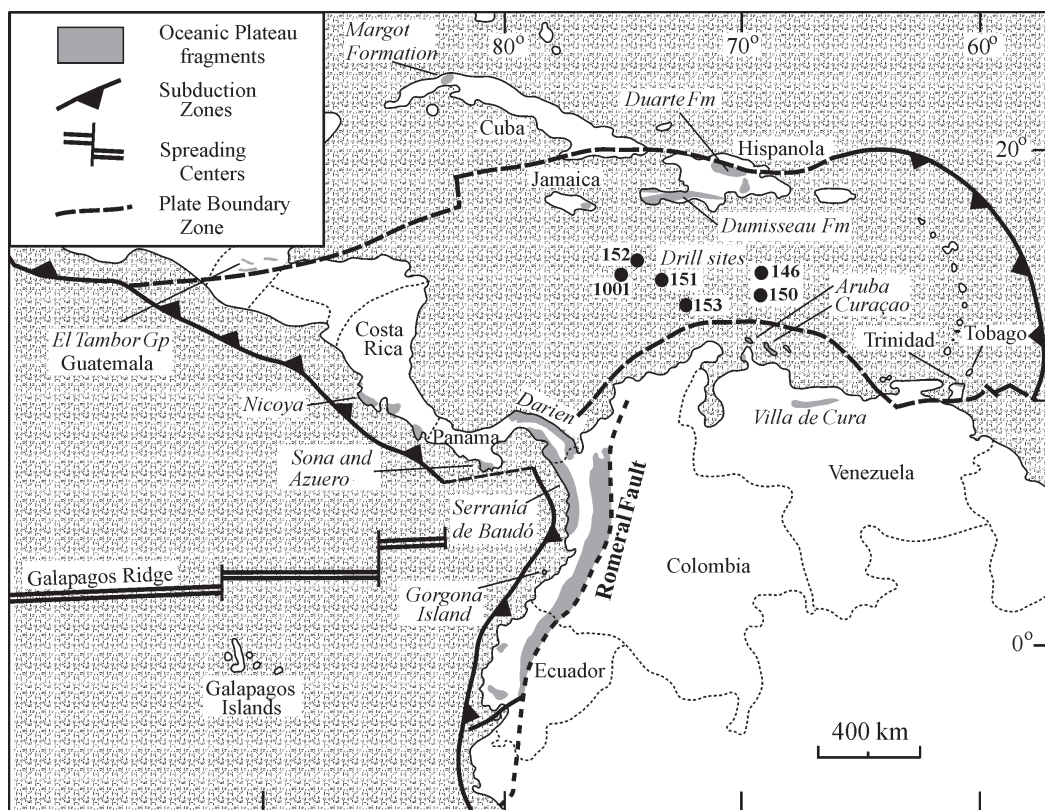 Oceanic Plateau
fragments
Subduction
Zones
Spreading
Centers
Plate Boundary
Zone
80°
70°
60°
Margot
Formation
Cuba
Duarte Fm
Hispanola
20°
Jamaica
Dumisseau Fm
152
Drill sites
146
1001
151
150
153
Aruba
Curaçao
El Tambor Gp
Guatemala
Costa
Rica
Trinidad
Tobago
Nicoya
Darien
Villa de Cura
Panama
Sona and
Azuero
Venezuela
Serranía
de Baudó
Romeral Fault
Galapagos Ridge
Colombia
Gorgona
Island
0°
Ecuador
Galapagos
Islands
400 km